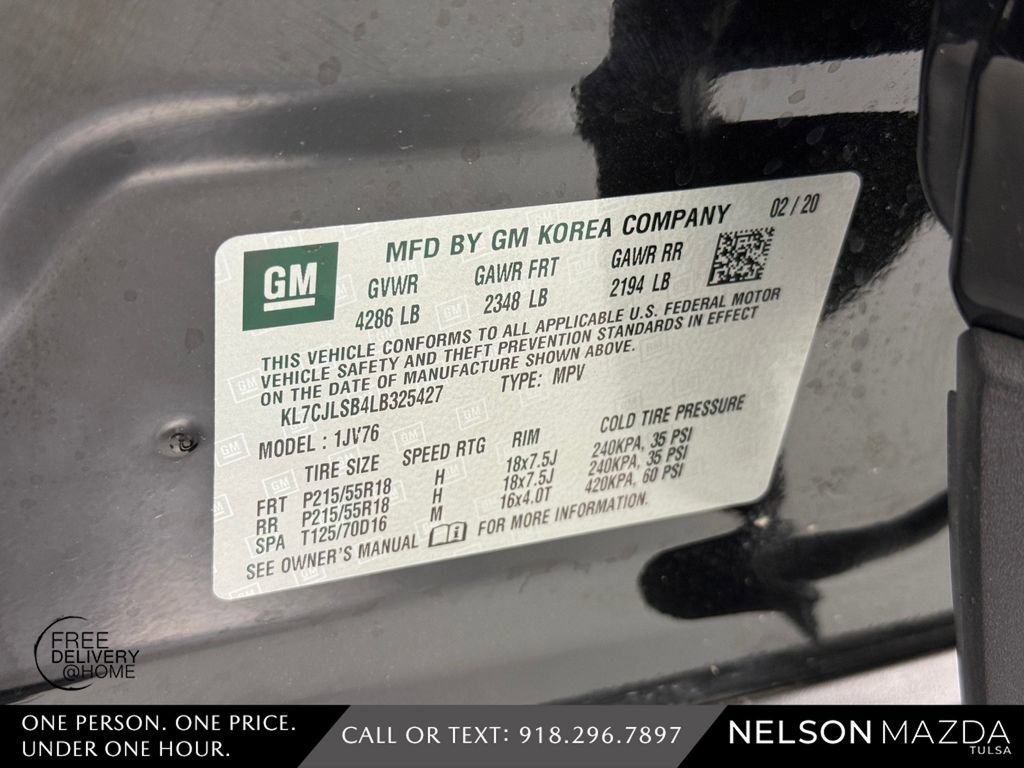 GM
MFD BY GM KOREA COMPANY 02 / 20
GVWR GAWR FRT GAWR RR
4286 LB 2348 LB 2194 LB
THIS VEHICLE CONFORMS TO ALL APPLICABLE U.S. FEDERAL MOTOR
VEHICLE SAFETY AND THEFT PREVENTION STANDARDS IN EFFECT
ON THE DATE OF MANUFACTURE SHOWN ABOVE.
KL7CJLSB4LB325427 TYPE: MPV
MODEL : 1JV76
TIRE SIZE SPEED RTG RIM COLD TIRE PRESSURE
FRT P215/55R18 H 18x7.5J 240KPA, 35 PSI
RR P215/55R18 H 18x7.5J 240KPA, 35 PSI
SPA T125/70D16 M 16x4.0T 420KPA, 60 PSI
SEE OWNER'S MANUAL FOR MORE INFORMATION.
FREE
DELIVERY
@HOME
ONE PERSON. ONE PRICE.
UNDER ONE HOUR.
CALL OR TEXT: 918.296.7897
NELSON MAZDA
TULSA